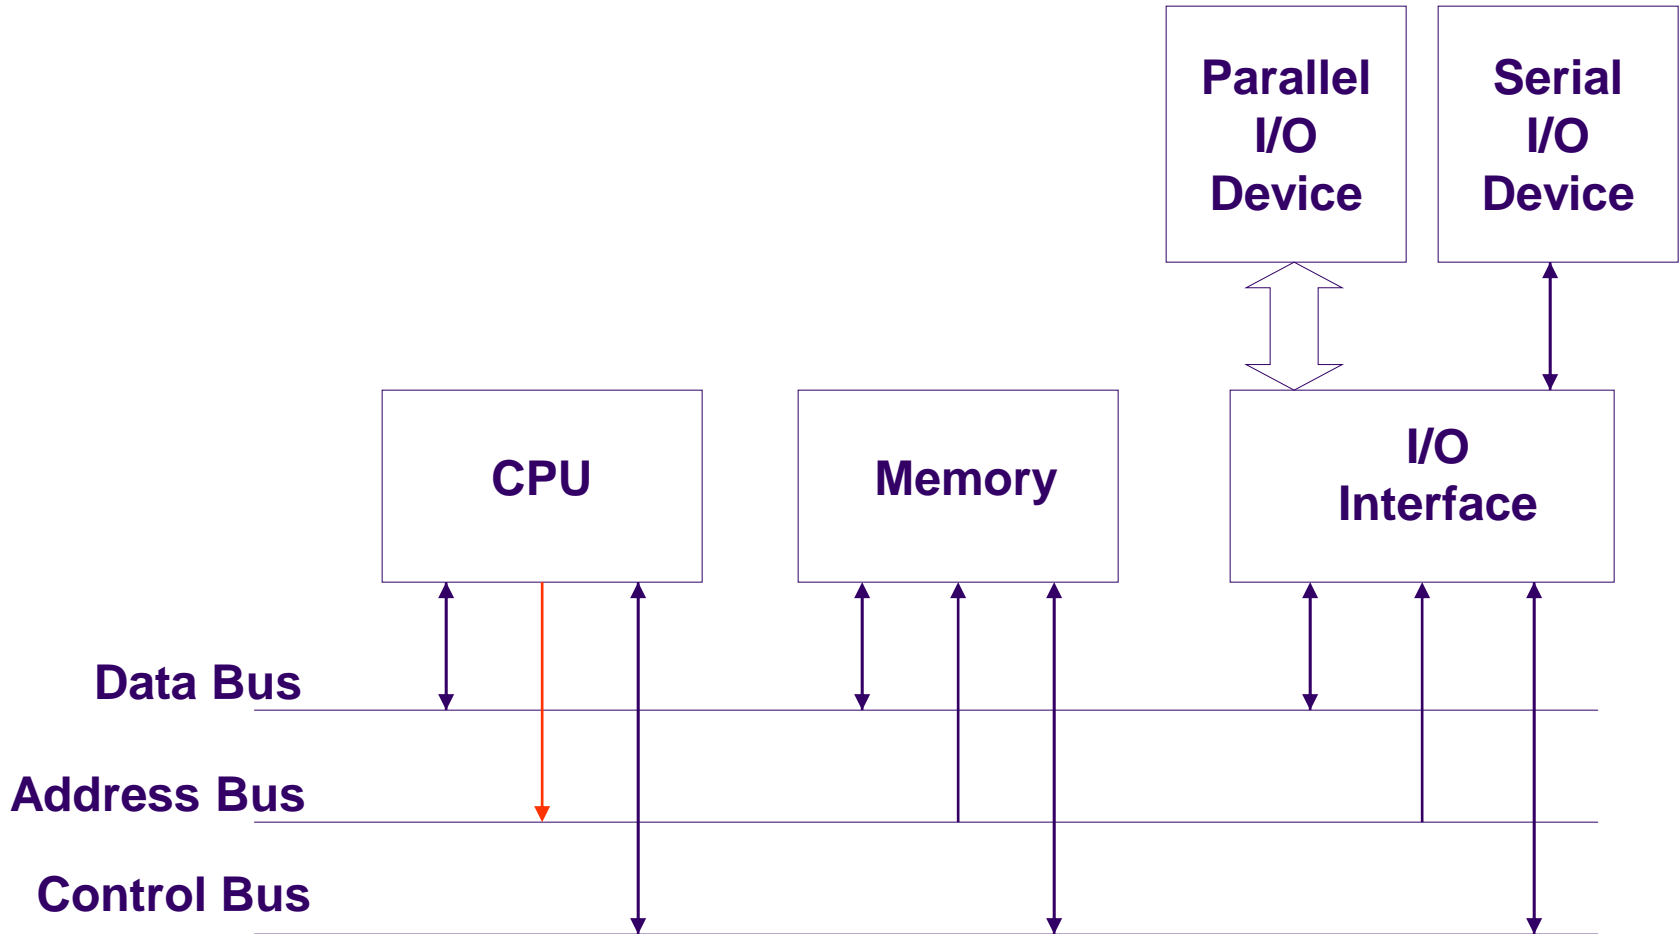 Parallel
I/O
Device
Serial
I/O
Device
CPU
Memory
I/O
Interface
Data Bus
Address Bus
Control Bus